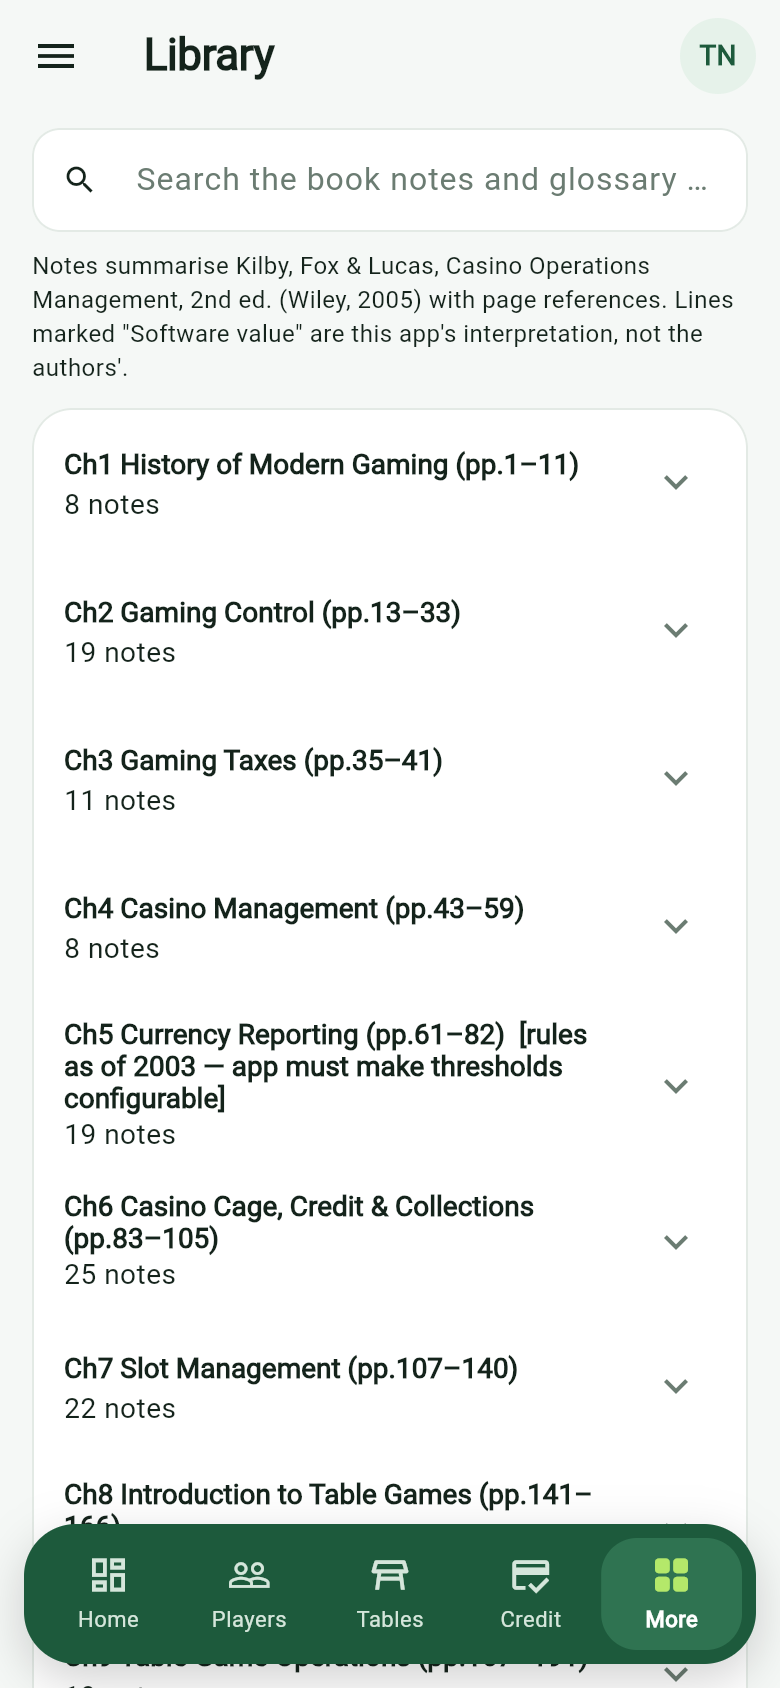 Library
TN
Search the book notes and glossary ...
Notes summarise Kilby, Fox & Lucas, Casino Operations
Management, 2nd ed. (Wiley, 2005) with page references. Lines
marked "Software value" are this app's interpretation, not the
authors'.
Ch1 History of Modern Gaming (pp.1–11)
8 notes
Ch2 Gaming Control (pp.13–33)
19 notes
Ch3 Gaming Taxes (pp.35–41)
11 notes
Ch4 Casino Management (pp.43–59)
8 notes
Ch5 Currency Reporting (pp.61–82) [rules
as of 2003 — app must make thresholds
configurable]
19 notes
Ch6 Casino Cage, Credit & Collections
(pp.83–105)
25 notes
Ch7 Slot Management (pp.107–140)
22 notes
Ch8 Introduction to Table Games (pp.141–
166)
Home
Players
Tables
Credit
More